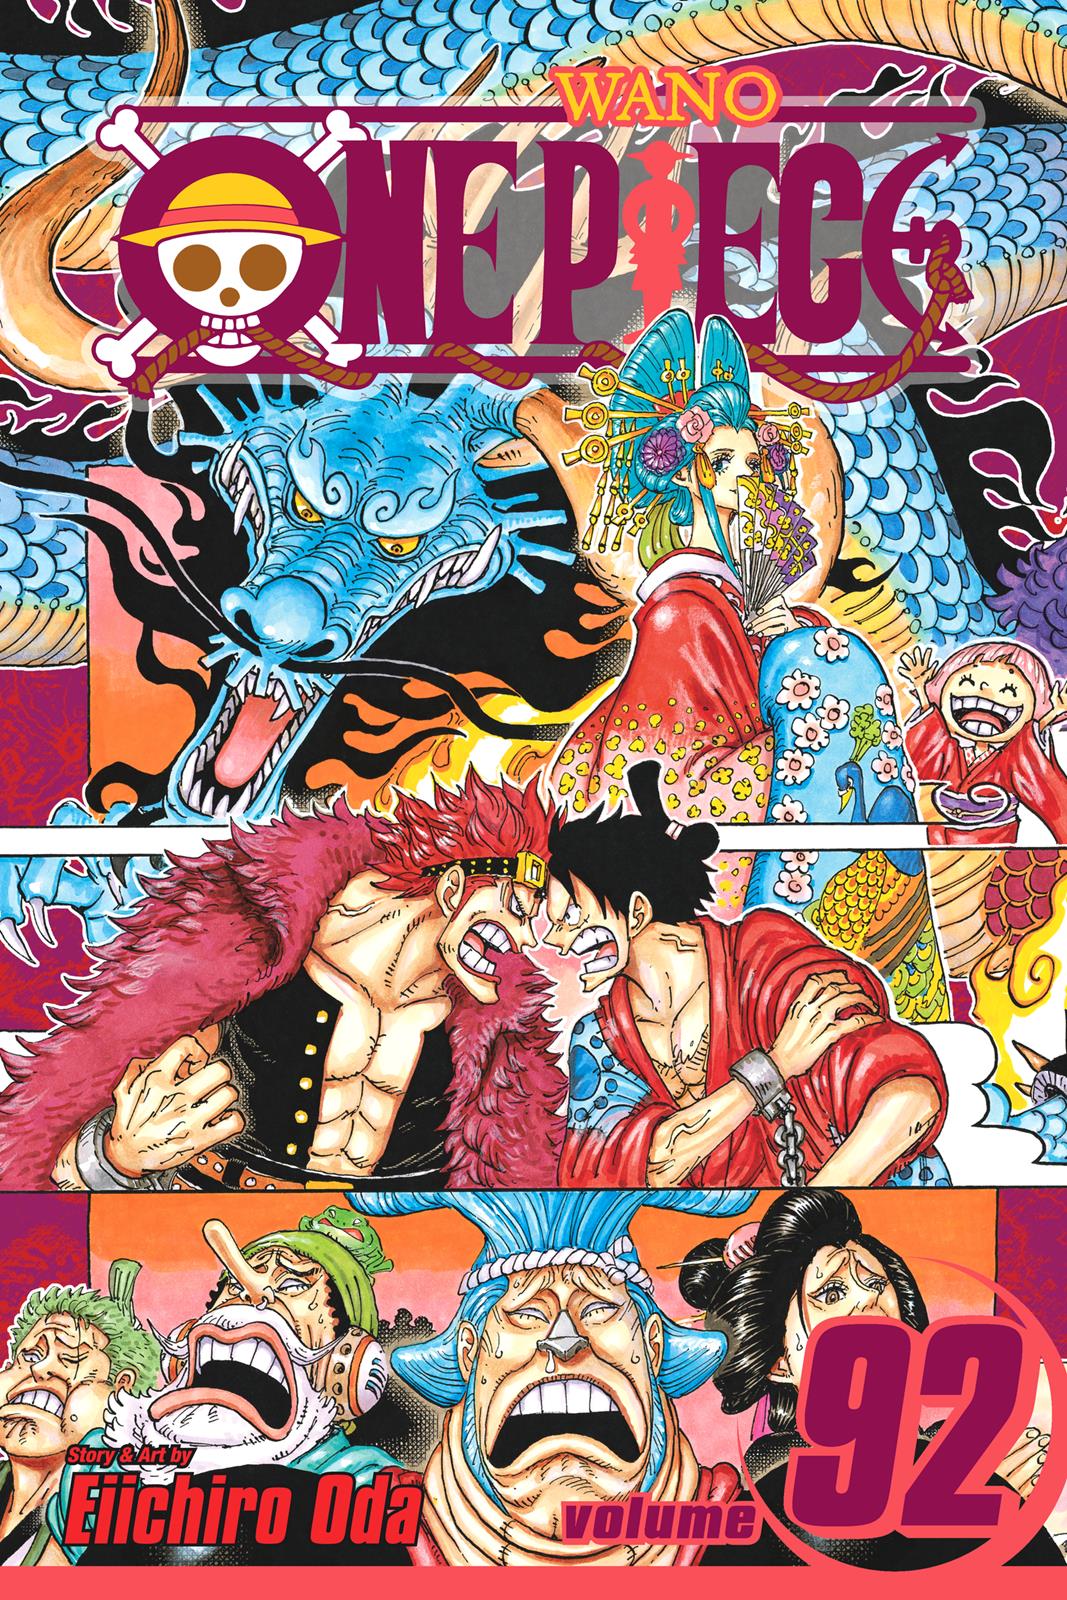 WANO
ONE PIECE
Story & Art by
Eiichiro Oda
volume
92